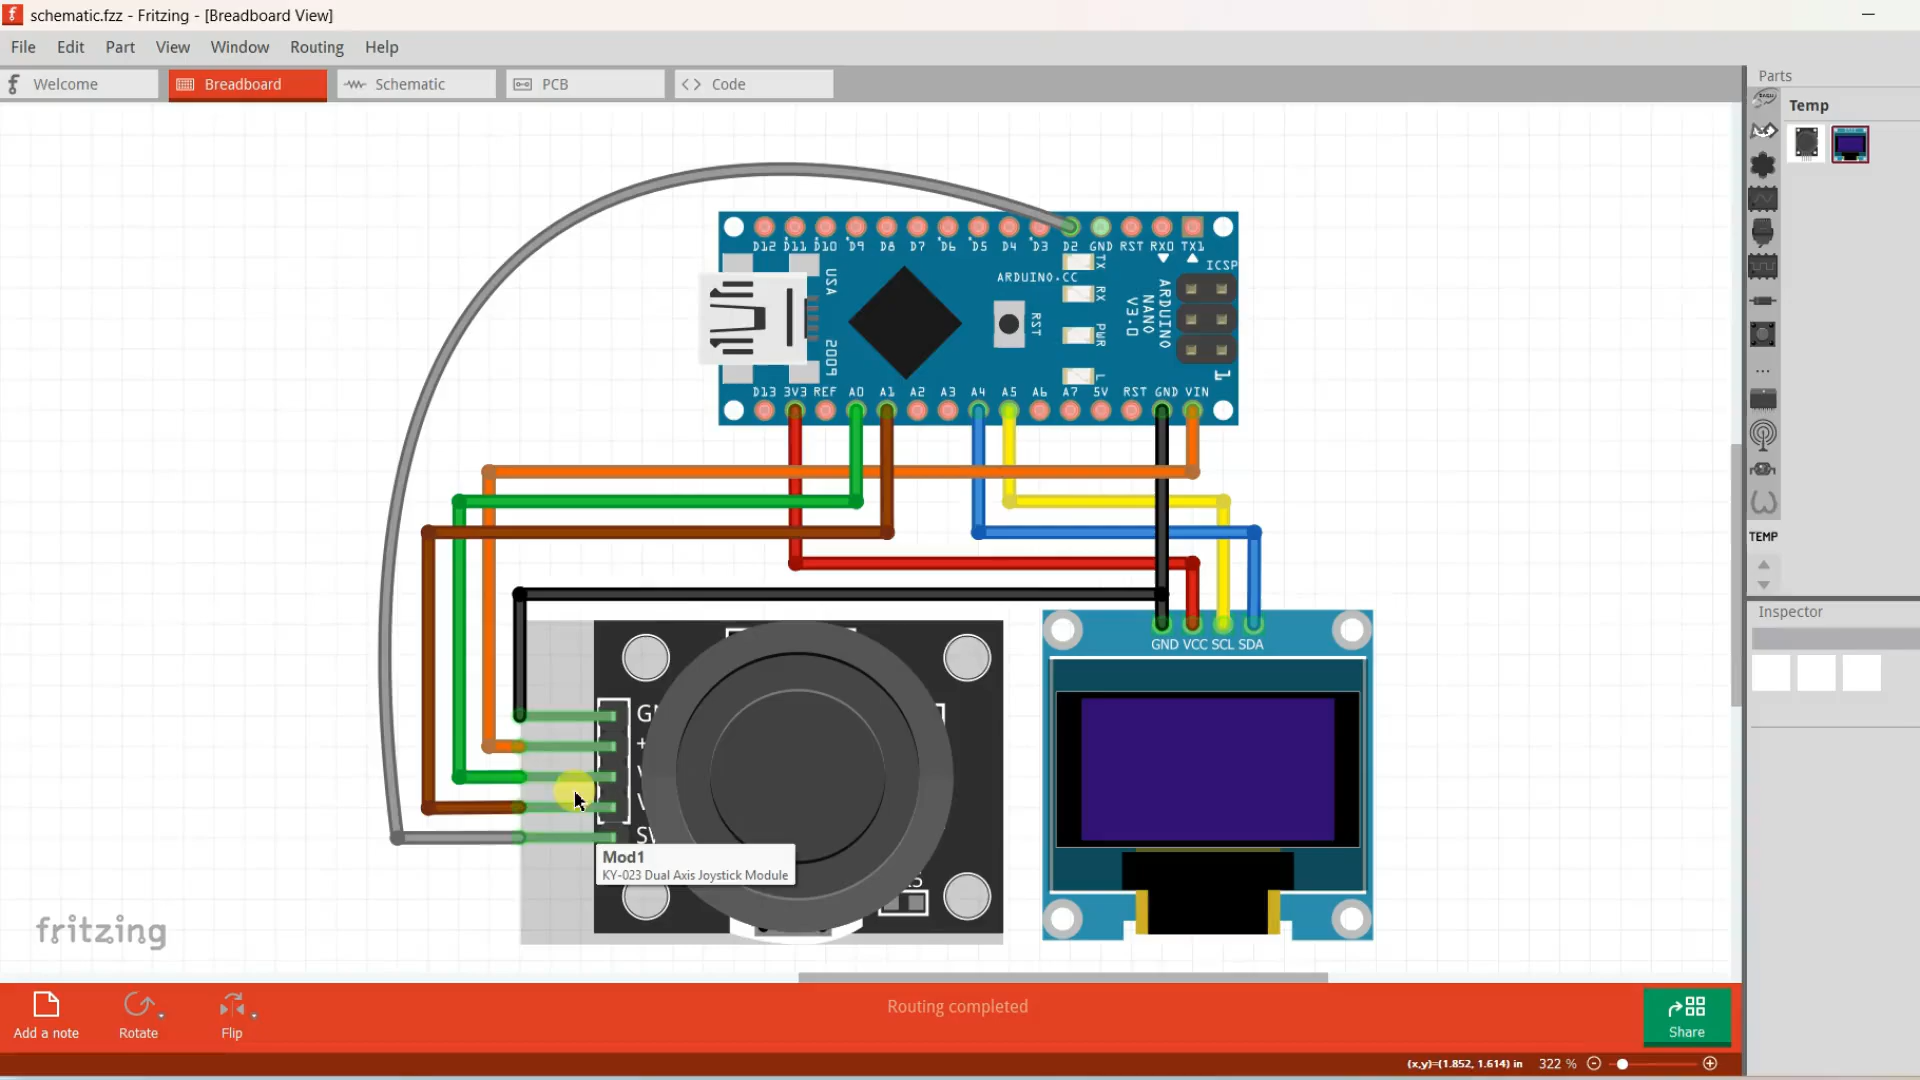 schematic.fzz - Fritzing - [Breadboard View]
File Edit Part View Window Routing Help
Welcome Breadboard Schematic PCB Code
Parts
Temp
D12 D11 D10 D9 D8 D7 D6 D5 D4 D3 D2 GND RST RX0 TX1
ICSP
USA
TX
ARDUINO.CC
RX
ARDUINO
NANO
V3.0
RST
PWR
2009
L
1
D13 3V3 REF A0 A1 A2 A3 A4 A5 A6 A7 5V RST GND VIN
TEMP
Inspector
GND VCC SCL SDA
+
Mod1
KY-023 Dual Axis Joystick Module
fritzing
Add a note
Rotate
Flip
Routing completed
Share
(x,y)=(1.852, 1.614) in 322 %